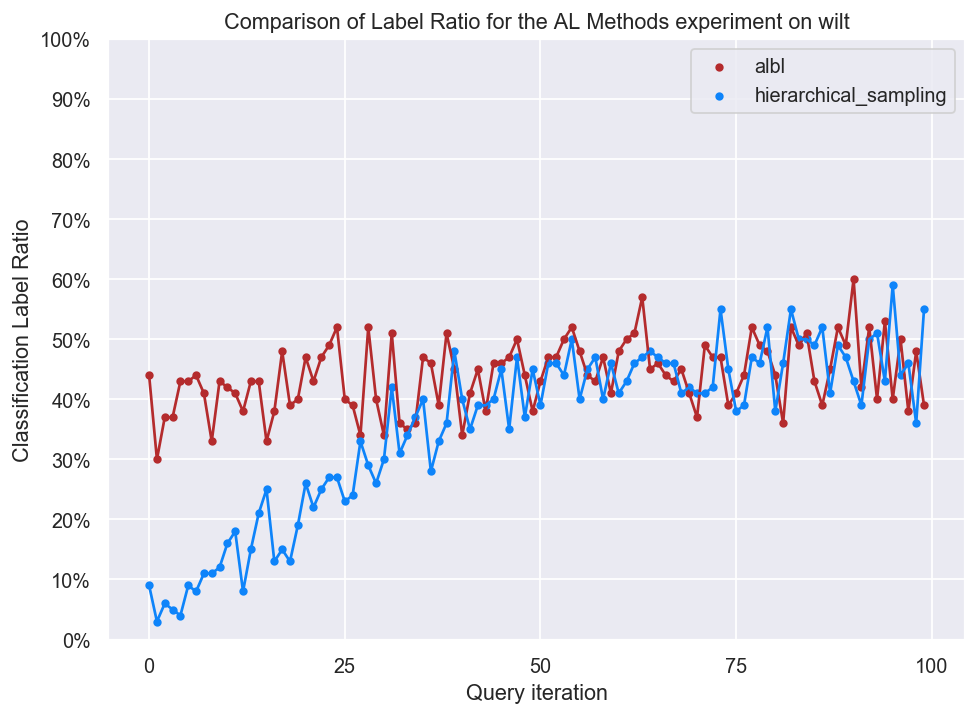 Comparison of Label Ratio for the AL Methods experiment on wilt
albl
hierarchical_sampling
Classification Label Ratio
100%
90%
80%
70%
60%
50%
40%
30%
20%
10%
0%
0 25 50 75 100
Query iteration